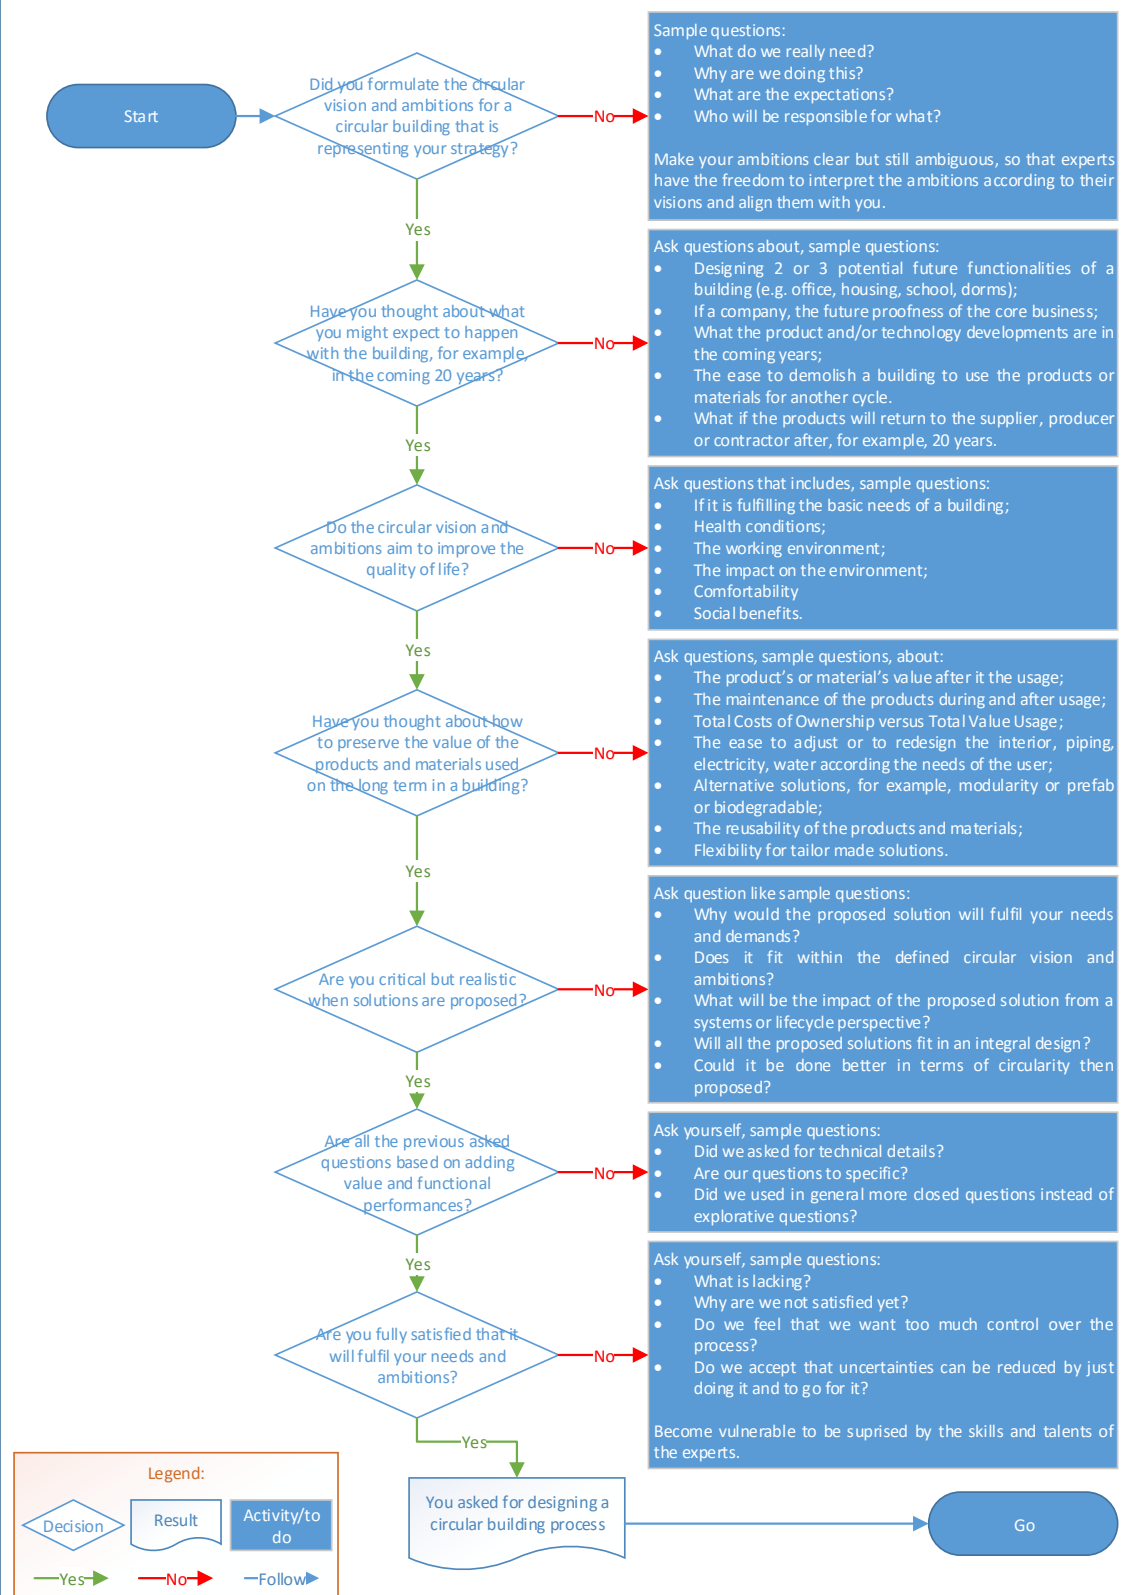 Start
Did you formulate the circular
vision and ambitions for a
circular building that is
representing your strategy?
No
Sample questions:
• What do we really need?
• Why are we doing this?
• What are the expectations?
• Who will be responsible for what?
Make your ambitions clear but still ambiguous, so that experts
have the freedom to interpret the ambitions according to their
visions and align them with you.
Yes
Have you thought about what
you might expect to happen
with the building, for example,
in the coming 20 years?
No
Ask questions about, sample questions:
• Designing 2 or 3 potential future functionalities of a
building (e.g. office, housing, school, dorms);
• If a company, the future proofness of the core business;
• What the product and/or technology developments are in
the coming years;
• The ease to demolish a building to use the products or
materials for another cycle.
• What if the products will return to the supplier, producer
or contractor after, for example, 20 years.
Yes
Do the circular vision and
ambitions aim to improve the
quality of life?
No
Ask questions that includes, sample questions:
• If it is fulfilling the basic needs of a building;
• Health conditions;
• The working environment;
• The impact on the environment;
• Comfortability
• Social benefits.
Yes
Have you thought about how
to preserve the value of the
products and materials used
on the long term in a building?
No
Ask questions, sample questions, about:
• The product's or material's value after it the usage;
• The maintenance of the products during and after usage;
• Total Costs of Ownership versus Total Value Usage;
• The ease to adjust or to redesign the interior, piping,
electricity, water according the needs of the user;
• Alternative solutions, for example, modularity or prefab
or biodegradable;
• The reusability of the products and materials;
• Flexibility for tailor made solutions.
Yes
Are you critical but realistic
when solutions are proposed?
No
Ask question like sample questions:
• Why would the proposed solution will fulfil your needs
and demands?
• Does it fit within the defined circular vision and
ambitions?
• What will be the impact of the proposed solution from a
systems or lifecycle perspective?
• Will all the proposed solutions fit in an integral design?
• Could it be done better in terms of circularity then
proposed?
Yes
Are all the previous asked
questions based on adding
value and functional
performances?
No
Ask yourself, sample questions:
• Did we asked for technical details?
• Are our questions to specific?
• Did we used in general more closed questions instead of
explorative questions?
Yes
Are you fully satisfied that it
will fulfil your needs and
ambitions?
No
Ask yourself, sample questions:
• What is lacking?
• Why are we not satisfied yet?
• Do we feel that we want too much control over the
process?
• Do we accept that uncertainties can be reduced by just
doing it and to go for it?
Become vulnerable to be suprised by the skills and talents of
the experts.
Yes
You asked for designing a
circular building process
Go
Legend:
Decision
Result
Activity/to
do
Yes
No
Follow